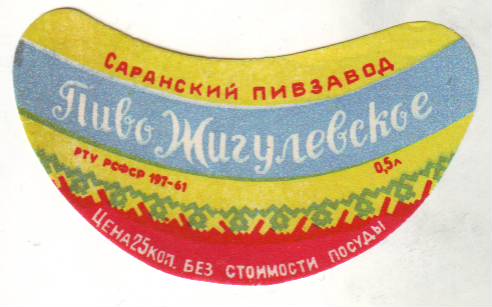 САРАНСКИЙ ПИВЗАВОД
Пиво Жигулевское
РТУ РСФСР 197-61
0,5л
ЦЕНА 25 КОП. БЕЗ СТОИМОСТИ ПОСУДЫ